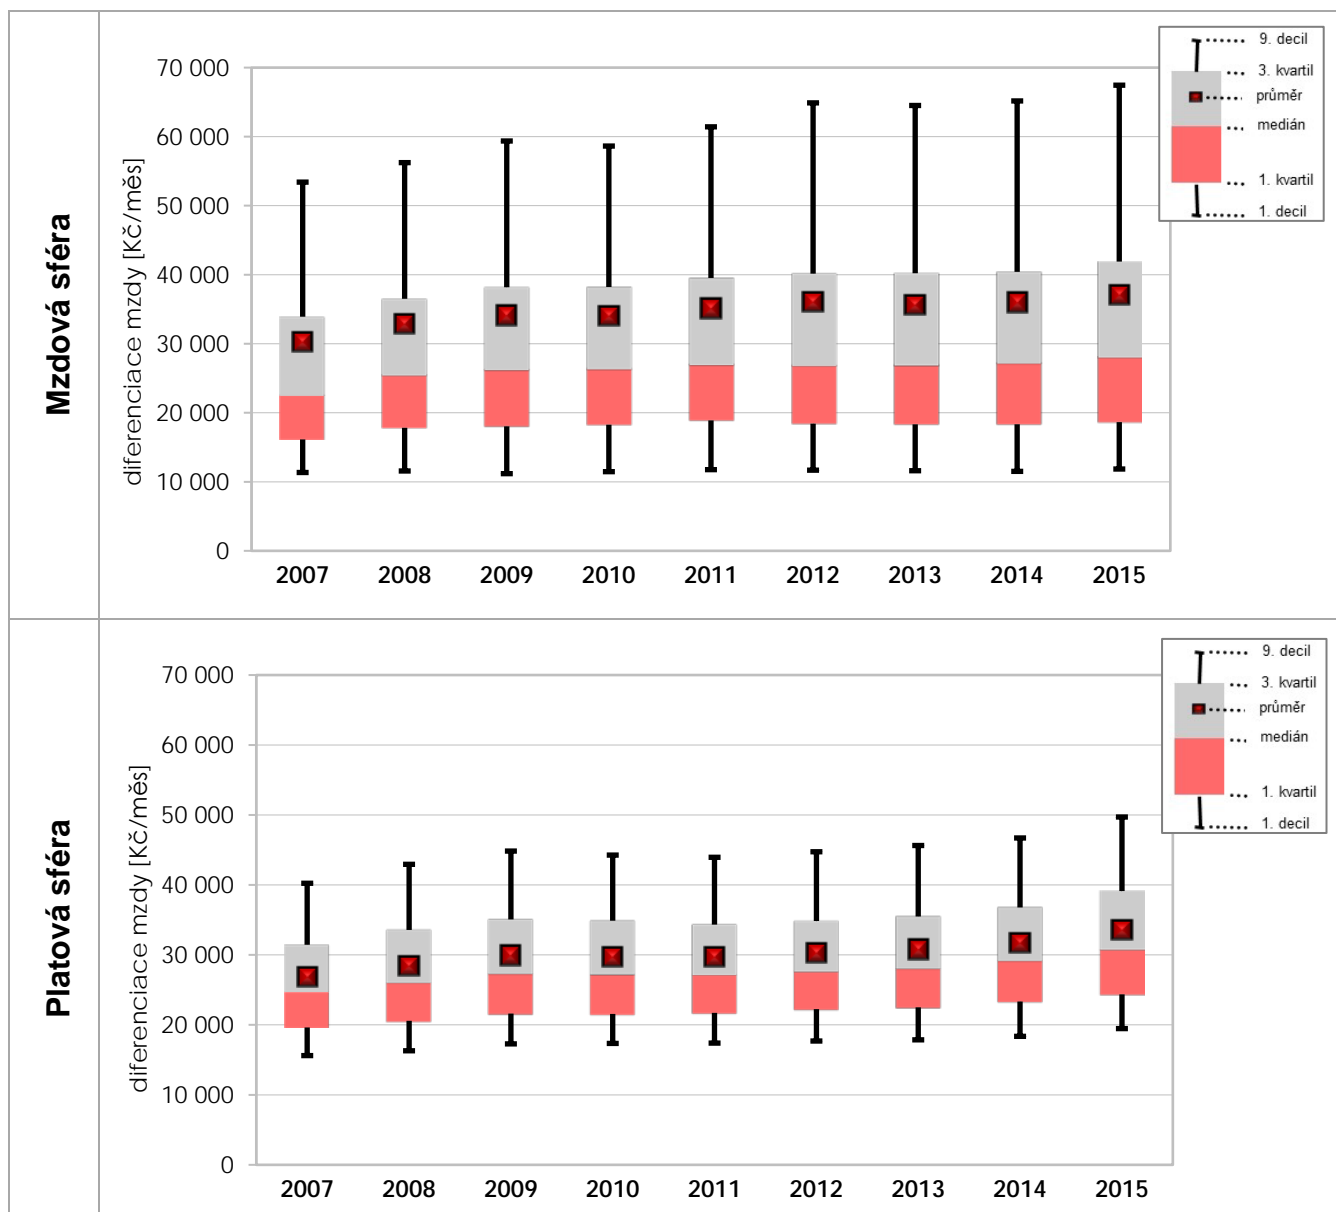 Mzdová sféra
diferenciace mzdy [Kč/měs]
70 000
60 000
50 000
40 000
30 000
20 000
10 000
0
2007 2008 2009 2010 2011 2012 2013 2014 2015
9. decil
3. kvartil
průměr
medián
1. kvartil
1. decil
Platová sféra
diferenciace mzdy [Kč/měs]
70 000
60 000
50 000
40 000
30 000
20 000
10 000
0
2007 2008 2009 2010 2011 2012 2013 2014 2015
9. decil
3. kvartil
průměr
medián
1. kvartil
1. decil